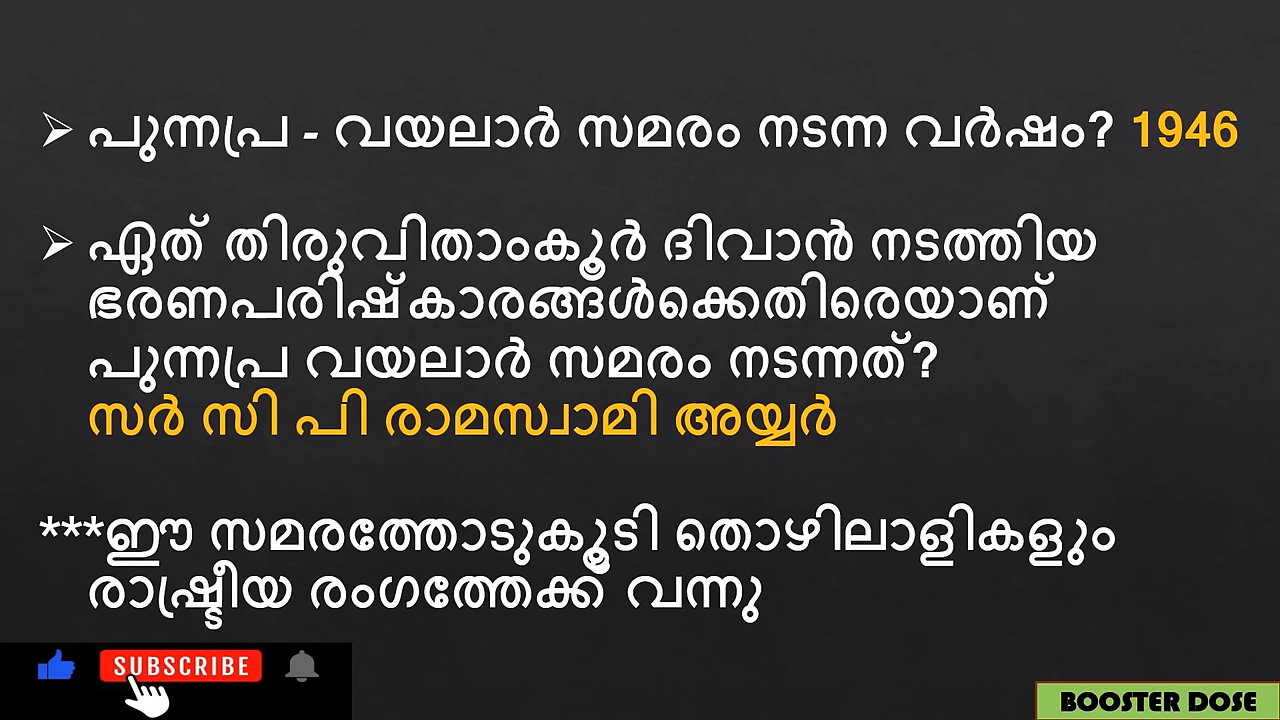 ➢ പുന്നപ്ര - വയലാർ സമരം നടന്ന വർഷം? 1946
➢ ഏത് തിരുവിതാംകൂർ ദിവാൻ നടത്തിയ
ഭരണപരിഷ്കാരങ്ങൾക്കെതിരെയാണ്
പുന്നപ്ര വയലാർ സമരം നടന്നത്?
സർ സി പി രാമസ്വാമി അയ്യർ
***ഈ സമരത്തോടുകൂടി തൊഴിലാളികളും
രാഷ്ട്രീയ രംഗത്തേക്ക് വന്നു
SUBSCRIBE
BOOSTER DOSE